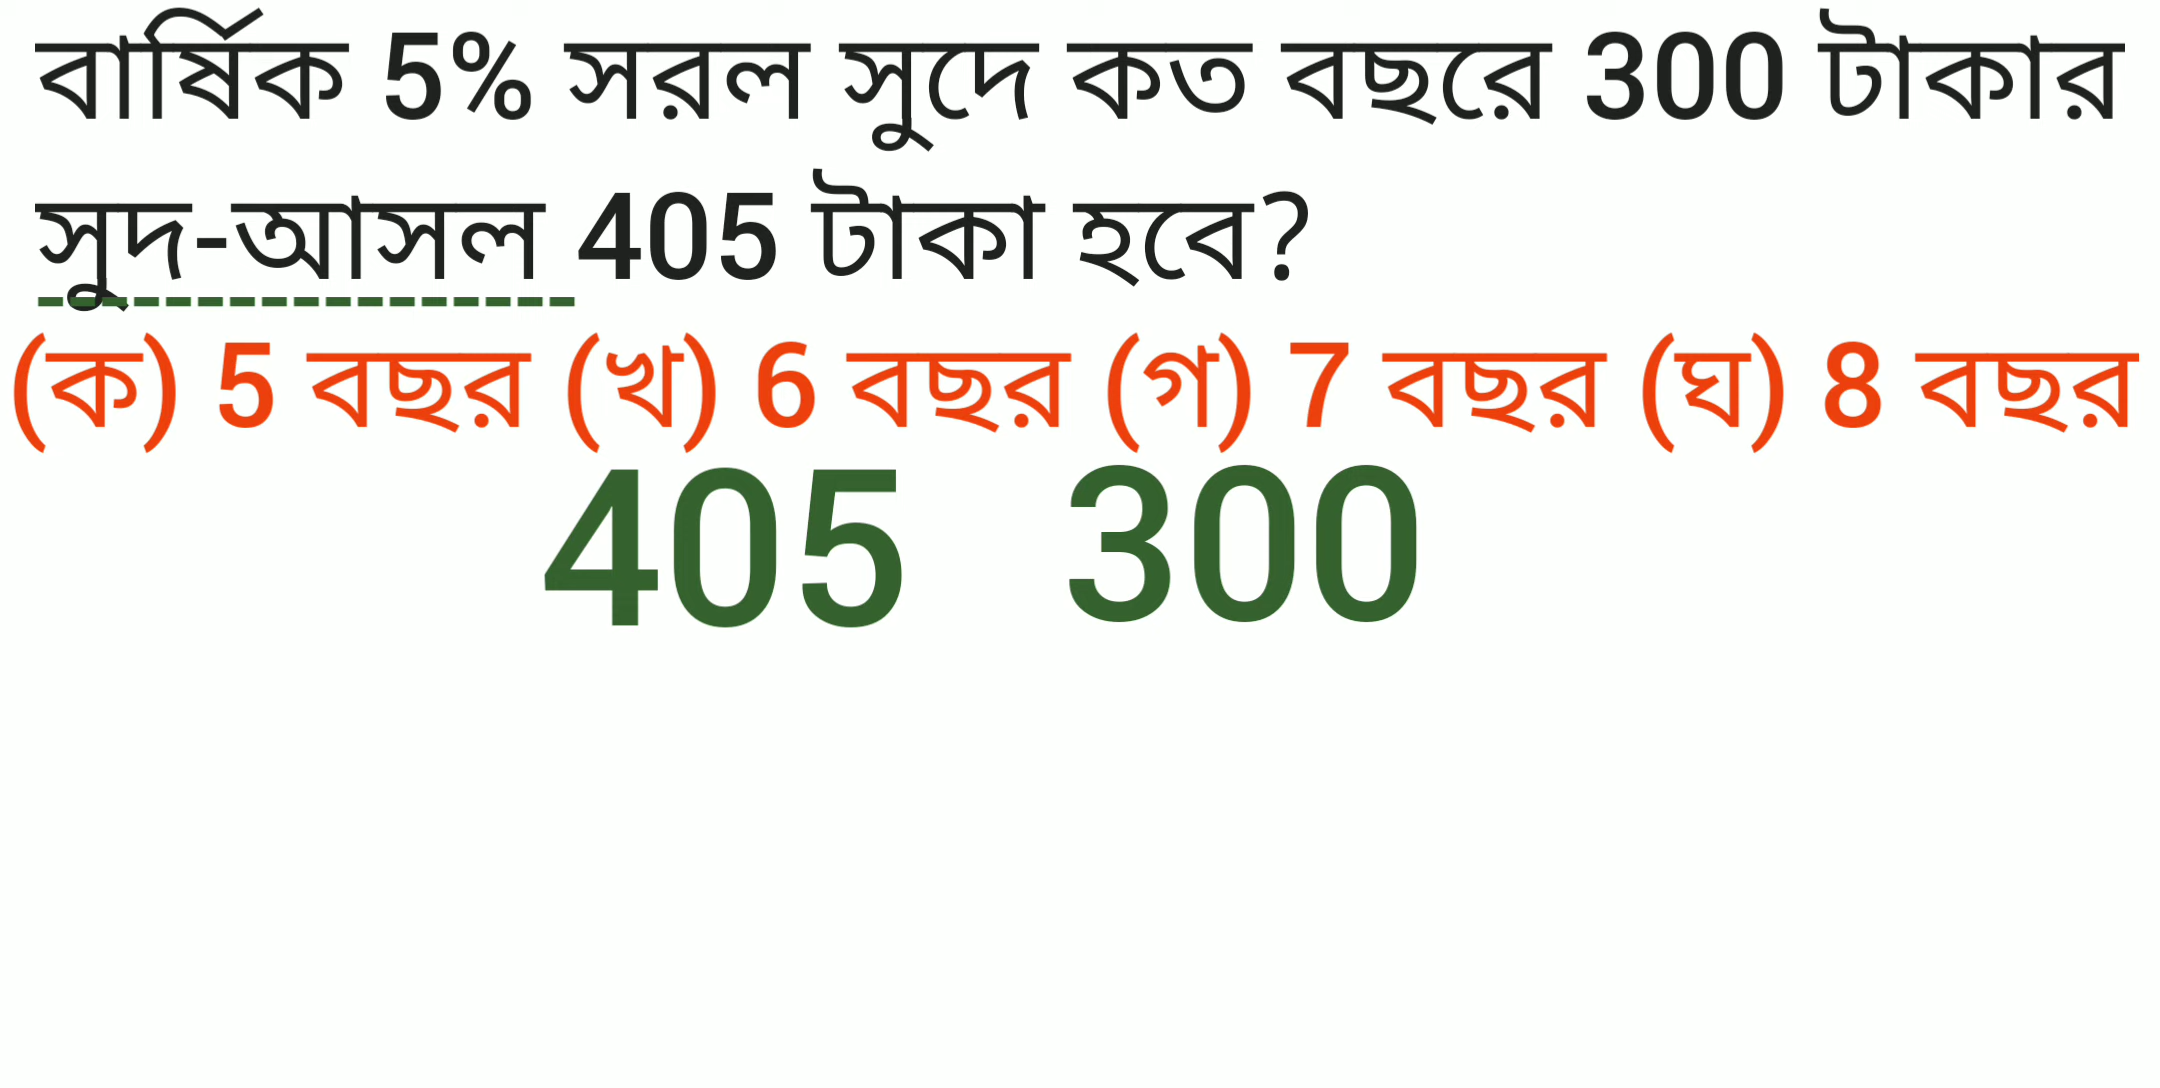 বার্ষিক 5% সরল সুদে কত বছরে 300 টাকার
সুদ-আসল 405 টাকা হবে?
(ক) 5 বছর (খ) 6 বছর (গ) 7 বছর (ঘ) 8 বছর
405 300